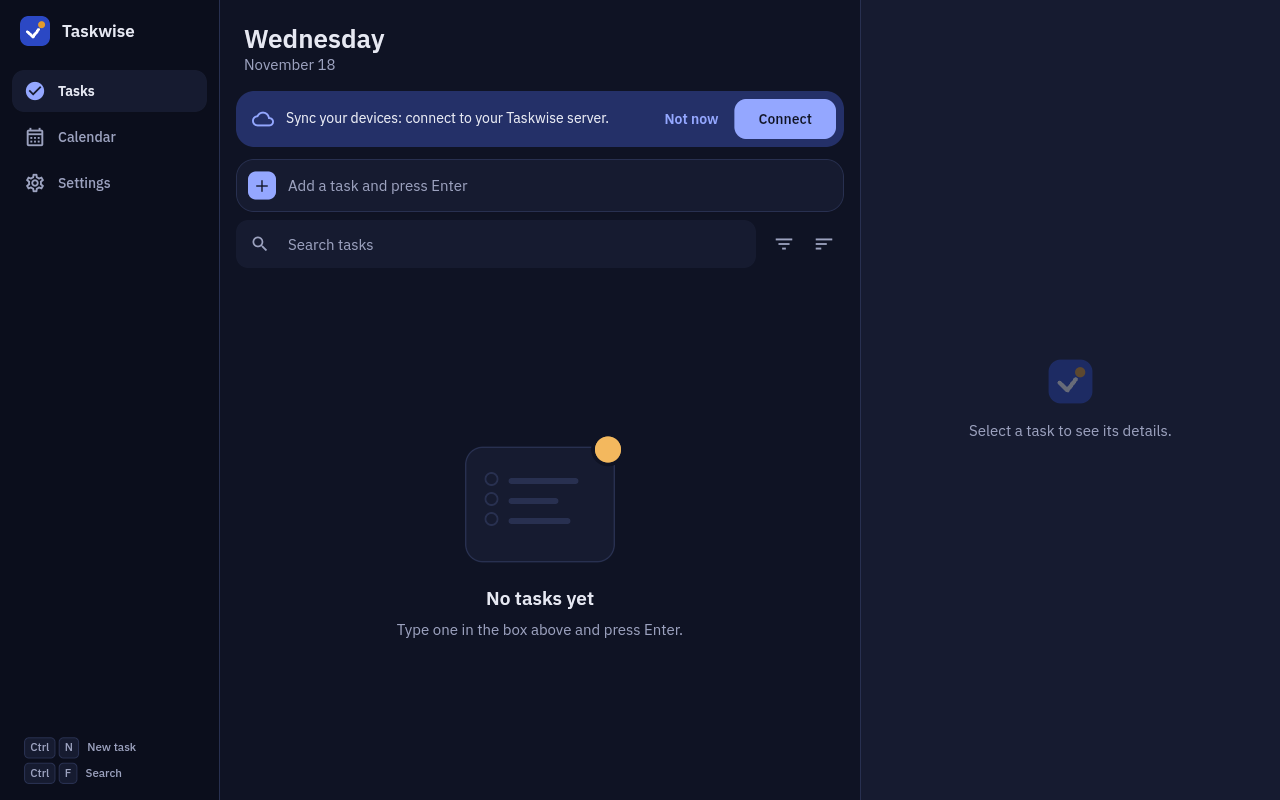 Taskwise
Tasks
Calendar
Settings
Ctrl N New task
Ctrl F Search
Wednesday
November 18
Sync your devices: connect to your Taskwise server.
Not now
Connect
Add a task and press Enter
Search tasks
No tasks yet
Type one in the box above and press Enter.
Select a task to see its details.